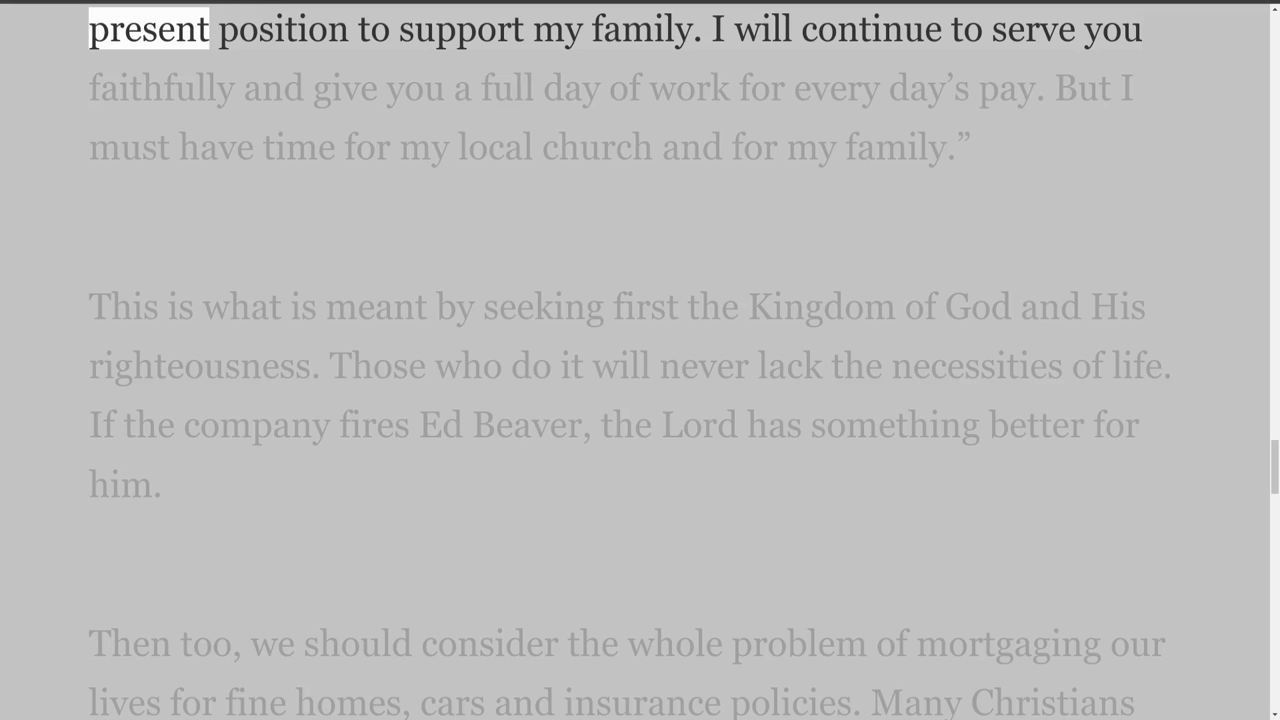 present position to support my family. I will continue to serve you
faithfully and give you a full day of work for every day’s pay. But I
must have time for my local church and for my family.”
This is what is meant by seeking first the Kingdom of God and His
righteousness. Those who do it will never lack the necessities of life.
If the company fires Ed Beaver, the Lord has something better for
him.
Then too, we should consider the whole problem of mortgaging our
lives for fine homes, cars and insurance policies. Many Christians